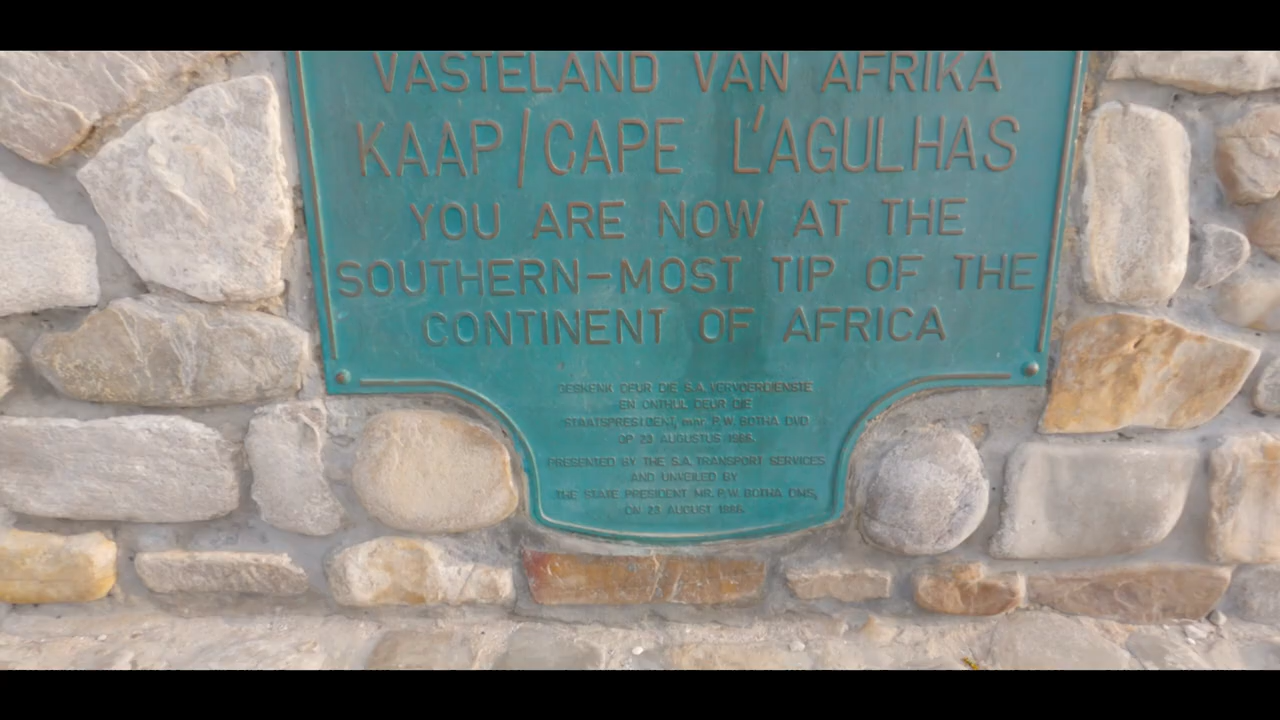 VASTELAND VAN AFRIKA
KAAP/CAPE L'AGULHAS
YOU ARE NOW AT THE
SOUTHERN-MOST TIP OF THE
CONTINENT OF AFRICA
GESKENK DEUR DIE S.A. VERVOERDIENSTE
EN ONTHUL DEUR DIE
STAATSPRESIDENT, mnr. P.W. BOTHA DVD
OP 23 AUGUSTUS 1986.
PRESENTED BY THE S.A. TRANSPORT SERVICES
AND UNVEILED BY
THE STATE PRESIDENT MR. P.W. BOTHA DMS,
ON 23 AUGUST 1986.